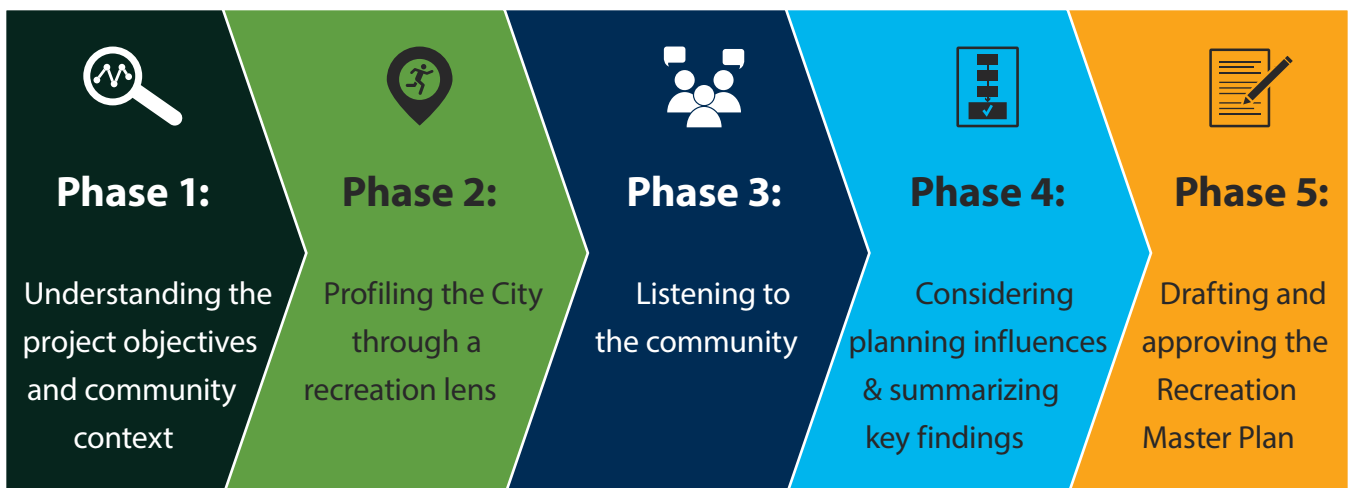 Phase 1:
Understanding the
project objectives
and community
context
Phase 2:
Profiling the City
through a
recreation lens
Phase 3:
Listening to
the community
Phase 4:
Considering
planning influences
& summarizing
key findings
Phase 5:
Drafting and
approving the
Recreation
Master Plan